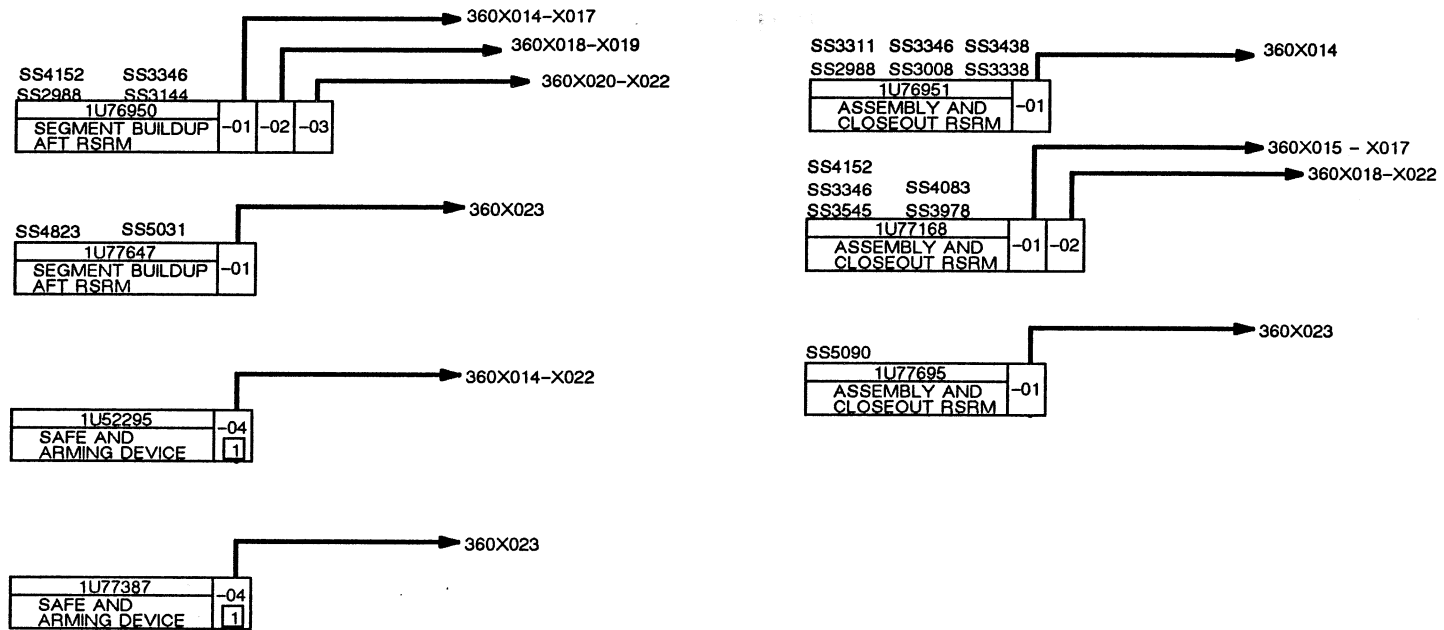 360X014-X017
360X018-X019
360X020-X022
SS4152 SS3346
SS2988 SS3144
1U76950
SEGMENT BUILDUP
AFT RSRM
-01 -02 -03
360X023
SS4823 SS5031
1U77647
SEGMENT BUILDUP
AFT RSRM
-01
360X014-X022
1U52295
SAFE AND
ARMING DEVICE
-04
1
360X023
1U77387
SAFE AND
ARMING DEVICE
-04
1
SS3311 SS3346 SS3438
SS2988 SS3008 SS3338
360X014
1U76951
ASSEMBLY AND
CLOSEOUT RSRM
-01
360X015 - X017
360X018-X022
SS4152
SS3346 SS4083
SS3545 SS3978
1U77168
ASSEMBLY AND
CLOSEOUT RSRM
-01 -02
360X023
SS5090
1U77695
ASSEMBLY AND
CLOSEOUT RSRM
-01